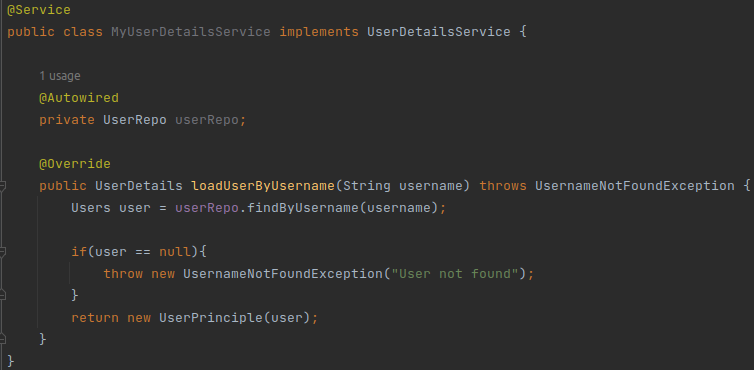 @Service
public class MyUserDetailsService implements UserDetailsService {
1 usage
@Autowired
private UserRepo userRepo;
@Override
public UserDetails loadUserByUsername(String username) throws UsernameNotFoundException {
Users user = userRepo.findByUsername(username);
if(user == null){
throw new UsernameNotFoundException("User not found");
}
return new UserPrinciple(user);
}
}